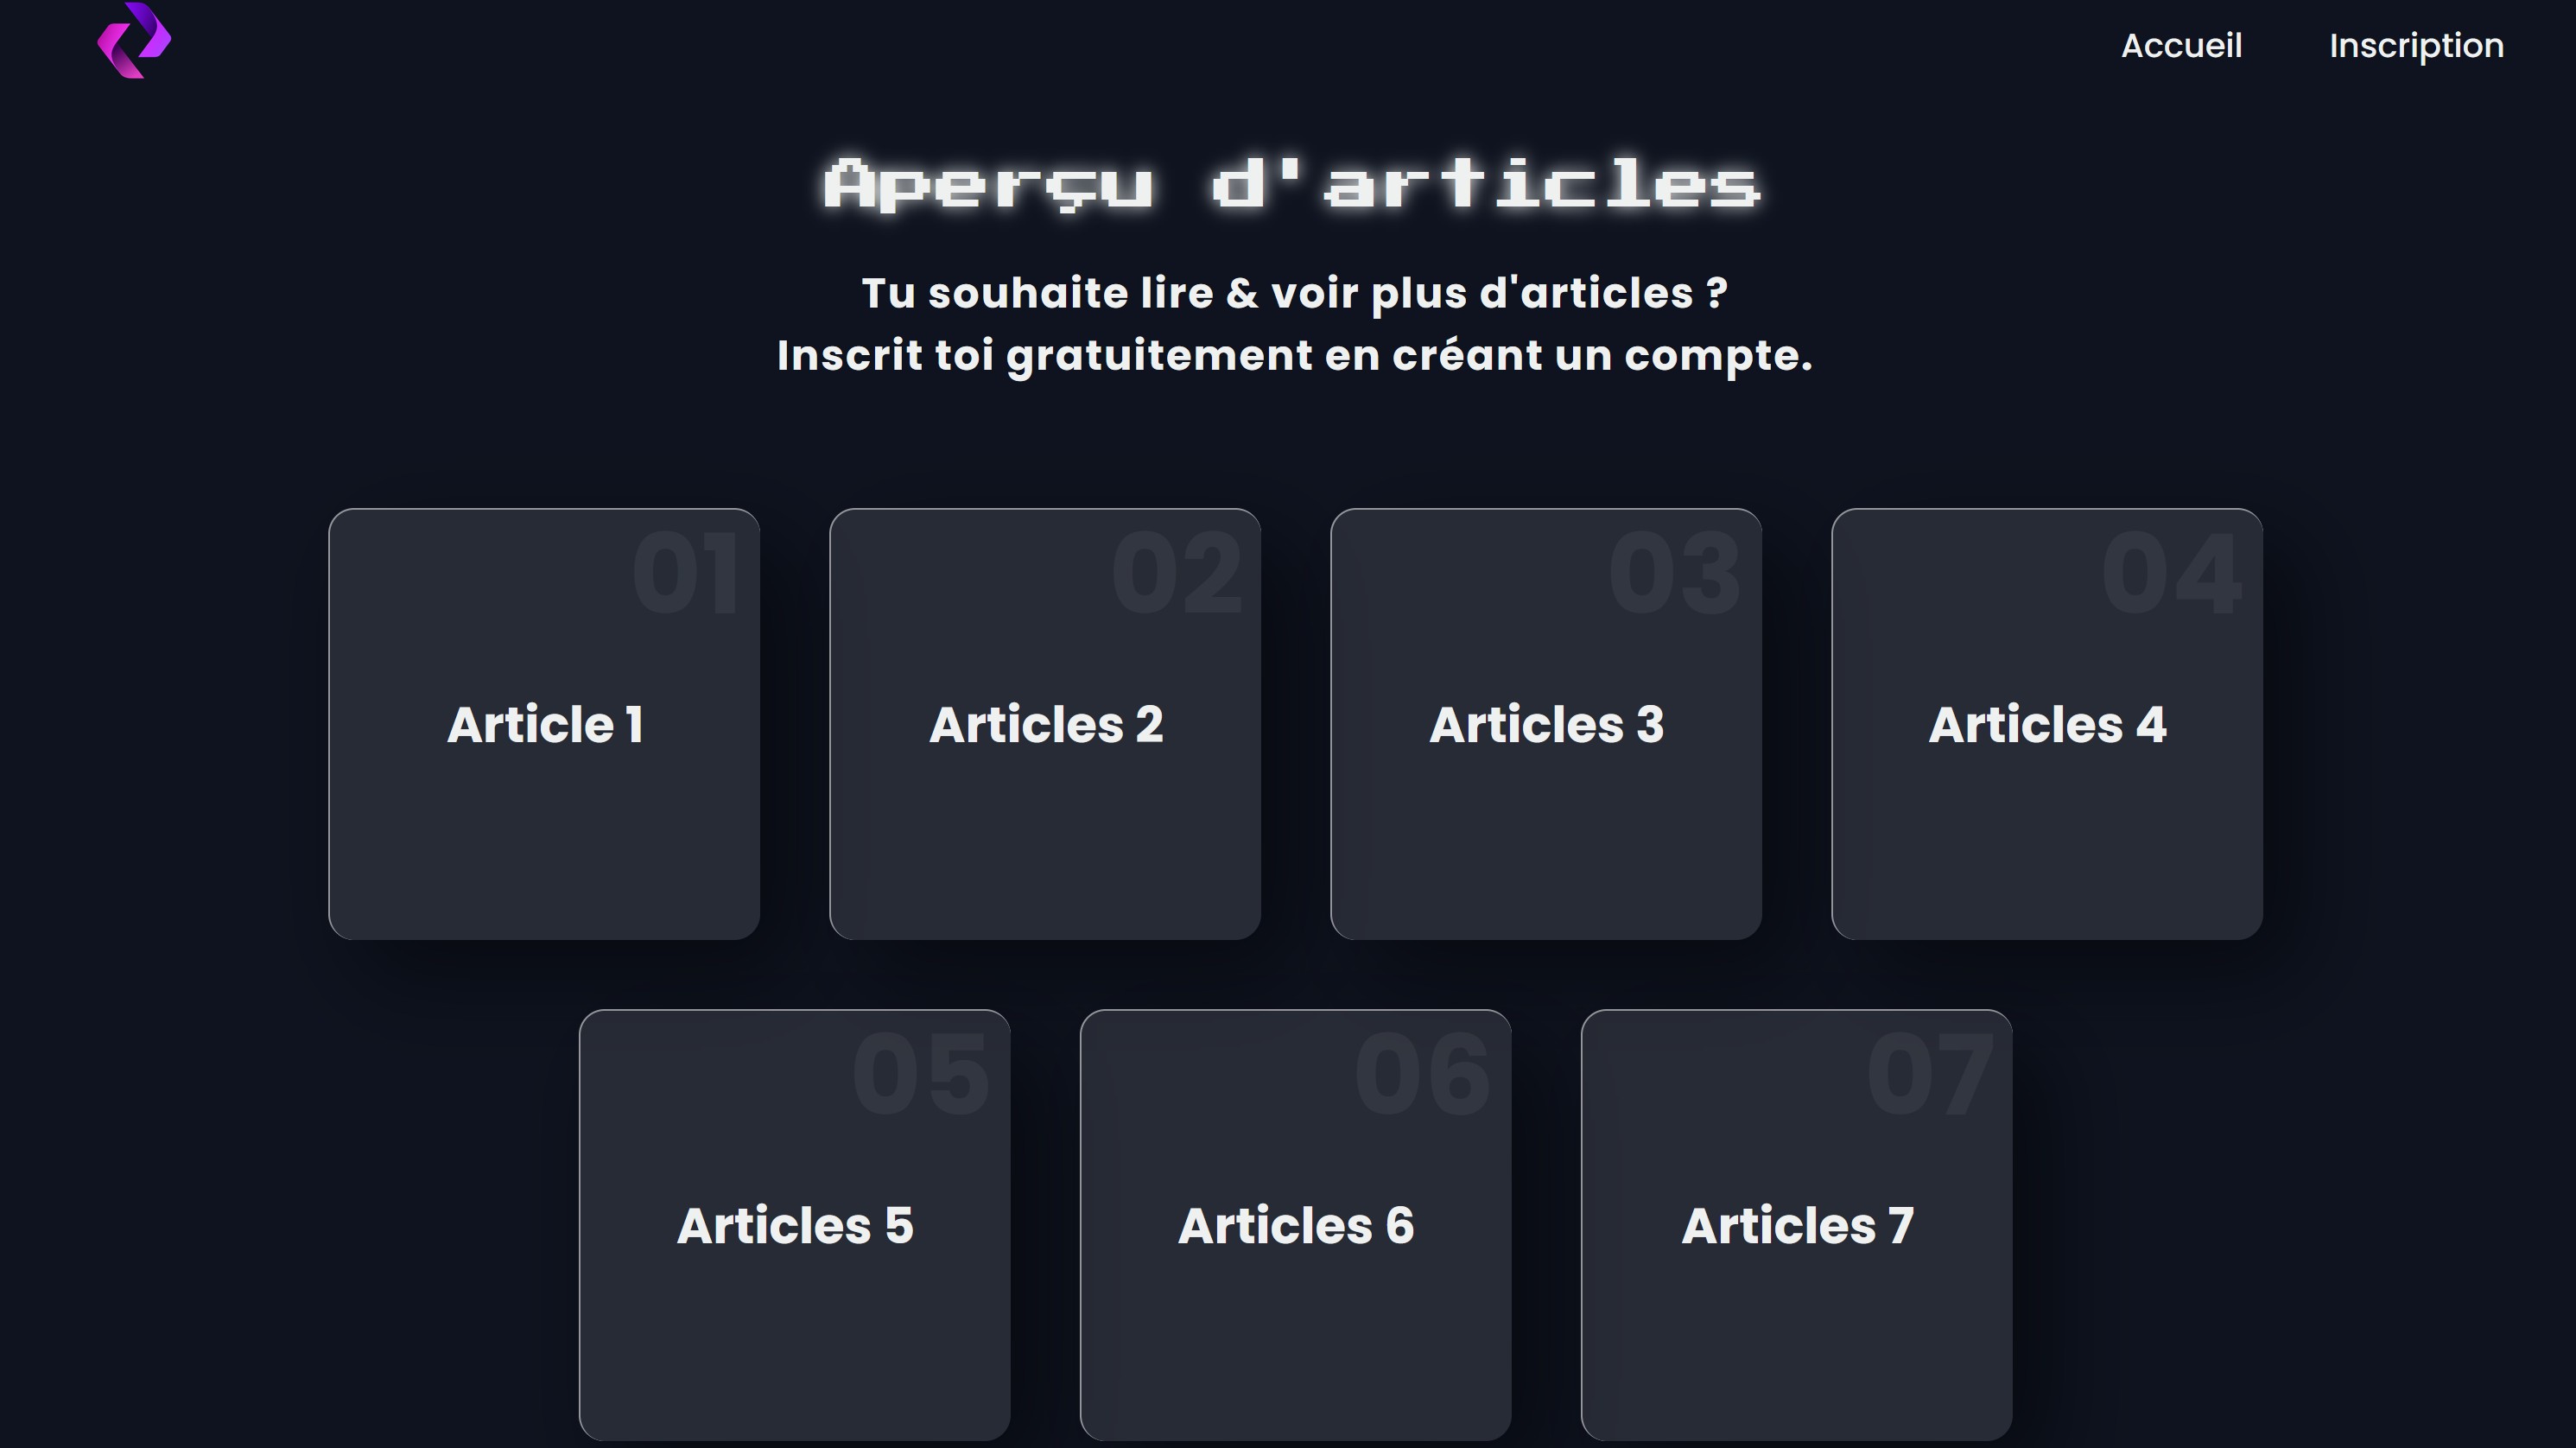 Accueil Inscription
Aperçu d'articles
Tu souhaite lire & voir plus d'articles ?
Inscrit toi gratuitement en créant un compte.
01 02 03 04
Article 1 Articles 2 Articles 3 Articles 4
05 06 07
Articles 5 Articles 6 Articles 7